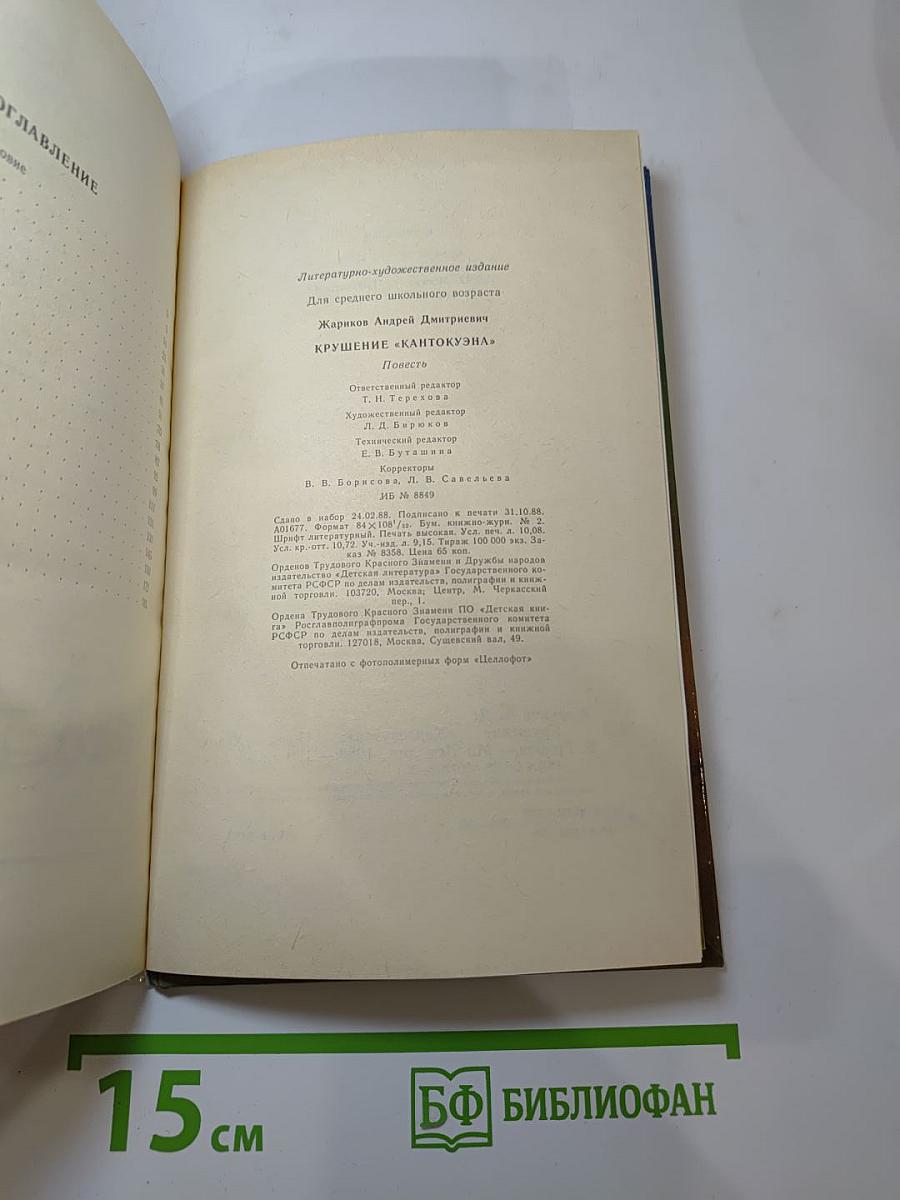 ОГЛАВЛЕНИЕ
Литературно-художественное издание
Для среднего школьного возраста
Жариков Андрей Дмитриевич
КРУШЕНИЕ «КАНТОКУЭНА»
Повесть
Ответственный редактор
Т. Н. Терехова
Художественный редактор
Л. Д. Бирюков
Технический редактор
Е. В. Буташина
Корректоры
В. В. Борисова, Л. В. Савельева
ИБ № 8849
Сдано в набор 24.02.88. Подписано к печати 31.10.88.
А01677. Формат 84×108¹/₃₂. Бум. книжно-журн. № 2.
Шрифт литературный. Печать высокая. Усл. печ. л. 10,08.
Усл. кр.-отт. 10,72. Уч.-изд. л. 9,15. Тираж 100 000 экз. За-
каз № 8358. Цена 65 коп.
Орденов Трудового Красного Знамени и Дружбы народов
издательство «Детская литература» Государственного ко-
митета РСФСР по делам издательств, полиграфии и книж-
ной торговли. 103720, Москва, Центр, М. Черкасский
пер., 1.
Ордена Трудового Красного Знамени ПО «Детская кни-
га» Росглавполиграфпрома Государственного комитета
РСФСР по делам издательств, полиграфии и книжной
торговли. 127018, Москва, Сущевский вал, 49.
Отпечатано с фотополимерных форм «Целлофот»
15 см
БФ БИБЛИОФАН